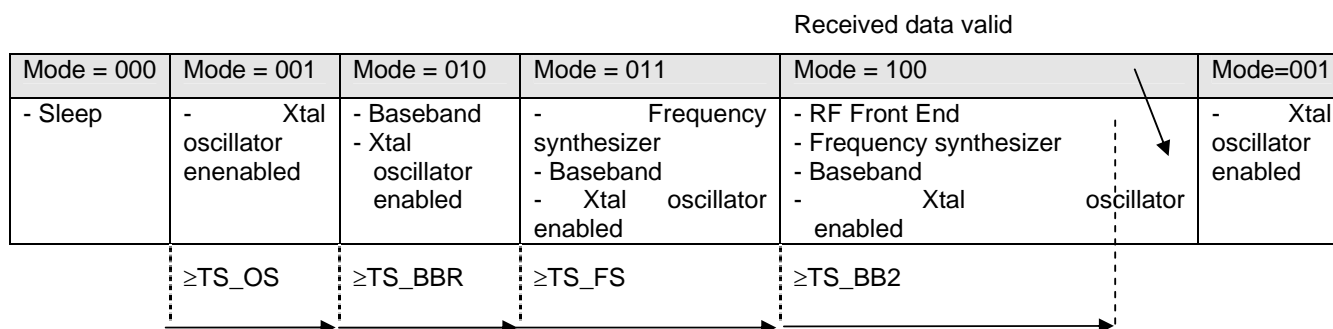 Received data valid
Mode = 000
Mode = 001
Mode = 010
Mode = 011
Mode = 100
Mode=001
- Sleep
- Xtal
oscillator
enenabled
- Baseband
- Xtal
oscillator
enabled
- Frequency
synthesizer
- Baseband
- Xtal oscillator
enabled
- RF Front End
- Frequency synthesizer
- Baseband
- Xtal oscillator
enabled
- Xtal
oscillator
enabled
≥TS_OS
≥TS_BBR
≥TS_FS
≥TS_BB2